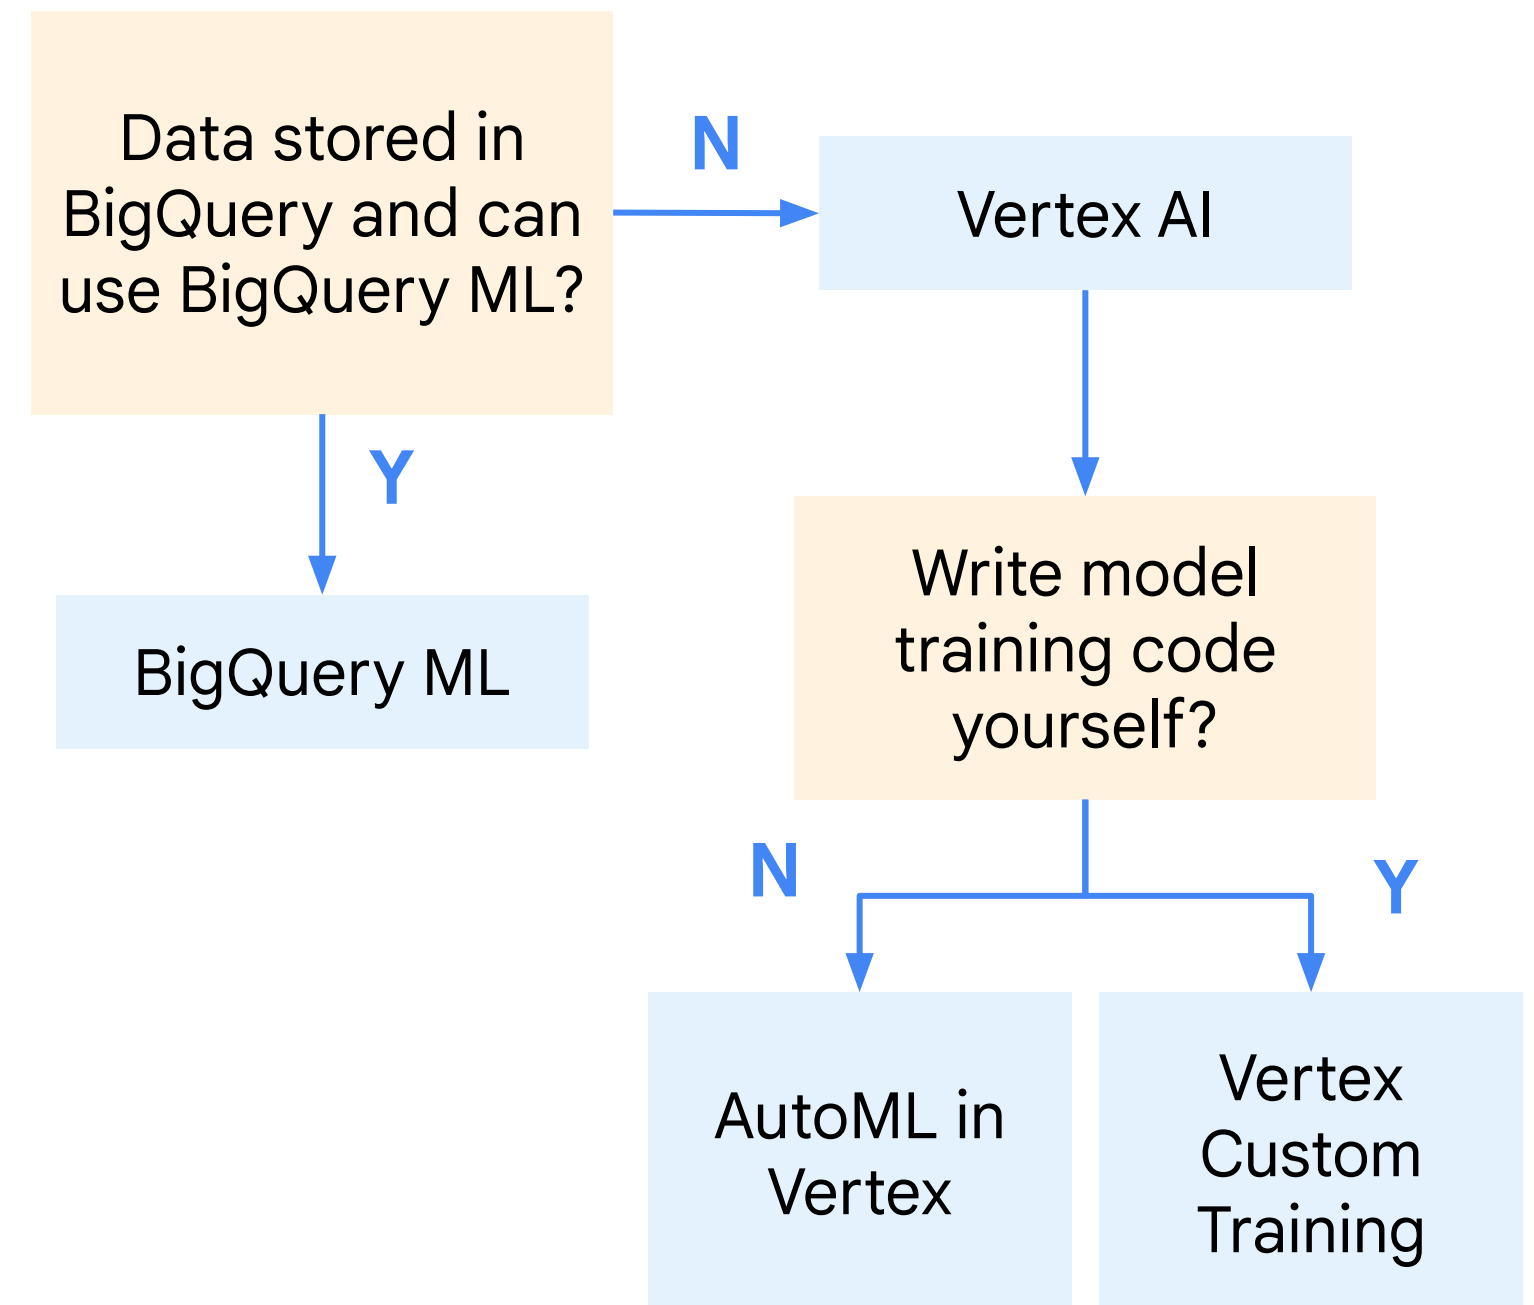 Data stored in
BigQuery and can
use BigQuery ML?
N
Vertex AI
Y
BigQuery ML
Write model
training code
yourself?
N
Y
AutoML in
Vertex
Vertex
Custom
Training